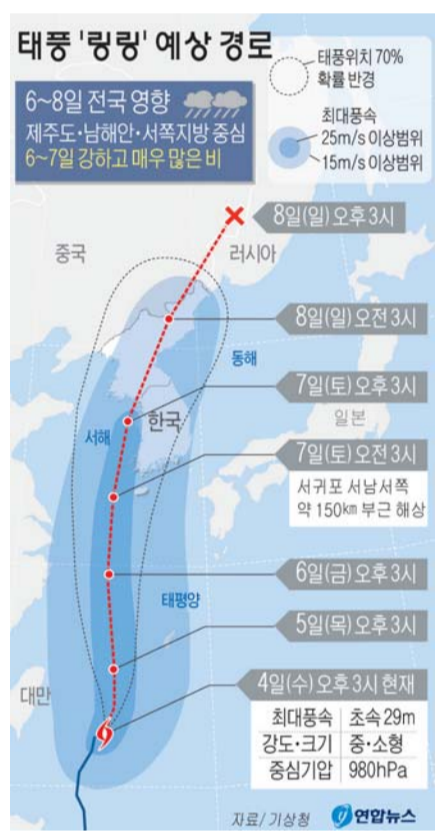 태풍 '링링' 예상 경로
6~8일 전국 영향
제주도·남해안·서쪽지방 중심
6~7일 강하고 매우 많은 비
태풍위치 70%
확률 반경
최대풍속
25m/s 이상범위
15m/s 이상범위
8일(일) 오후 3시
중국
러시아
8일(일) 오전 3시
동해
7일(토) 오후 3시
한국
일본
서해
7일(토) 오전 3시
서귀포 서남서쪽
약 150㎞ 부근 해상
6일(금) 오후 3시
태평양
5일(목) 오후 3시
대만
4일(수) 오후 3시 현재
최대풍속 초속 29m
강도·크기 중·소형
중심기압 980hPa
자료/기상청 연합뉴스